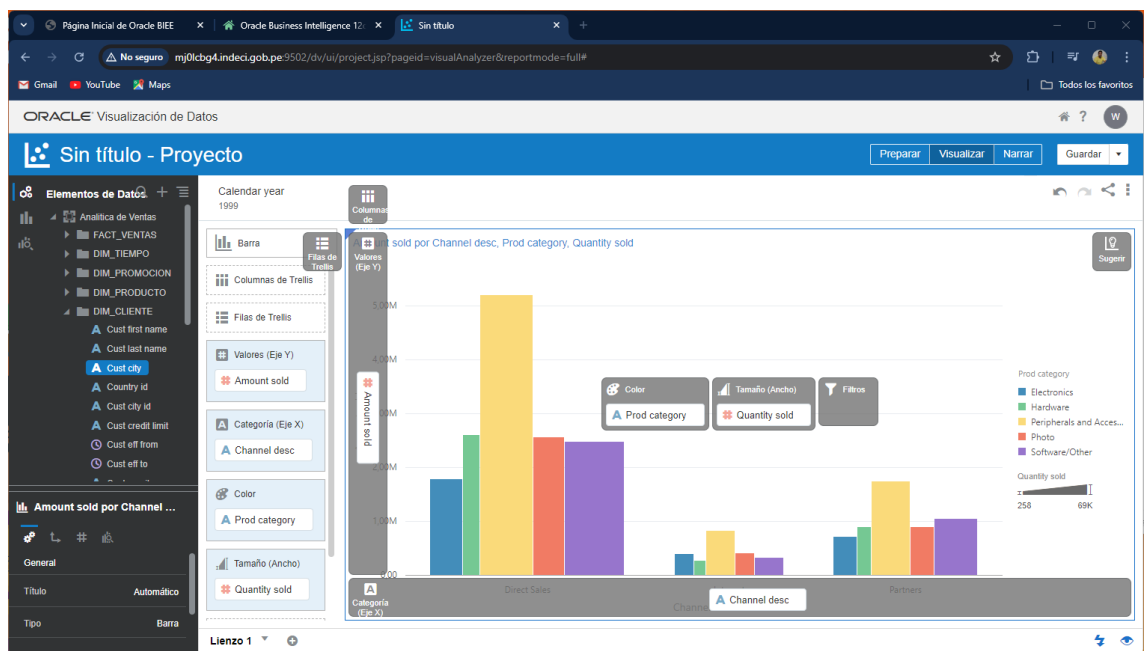 Página Inicial de Oracle BIEE
Oracle Business Intelligence 12c
Sin título
No seguro
mj0lcbg4.indeci.gob.pe:9502/dv/ui/project.jsp?pageid=visualAnalyzer&reportmode=full#
Gmail
YouTube
Maps
Todos los favoritos
ORACLE Visualización de Datos
?
W
Sin título - Proyecto
Preparar
Visualizar
Narrar
Guardar
Elementos de Datos
Analitica de Ventas
FACT_VENTAS
DIM_TIEMPO
DIM_PROMOCION
DIM_PRODUCTO
DIM_CLIENTE
A Cust first name
A Cust last name
A Cust city
A Country id
A Cust city id
A Cust credit limit
Cust eff from
Cust eff to
Amount sold por Channel ...
#
General
Título Automático
Tipo Barra
Calendar year
1999
Barra
Columnas de Trellis
Filas de Trellis
# Valores (Eje Y)
# Amount sold
A Categoría (Eje X)
A Channel desc
Color
A Prod category
Tamaño (Ancho)
# Quantity sold
Columnas
de
Filas de
Trellis
#
Valores
(Eje Y)
sold por Channel desc, Prod category, Quantity sold
Sugerir
5,00M
4,00M
00M
2,00M
1,00M
0,00
# Amount sold
Color
A Prod category
Tamaño (Ancho)
# Quantity sold
Filtros
Direct Sales
Partners
A
Categoría
(Eje X)
Channel
A Channel desc
Prod category
Electronics
Hardware
Peripherals and Acces...
Photo
Software/Other
Quantity sold
258 69K
Lienzo 1